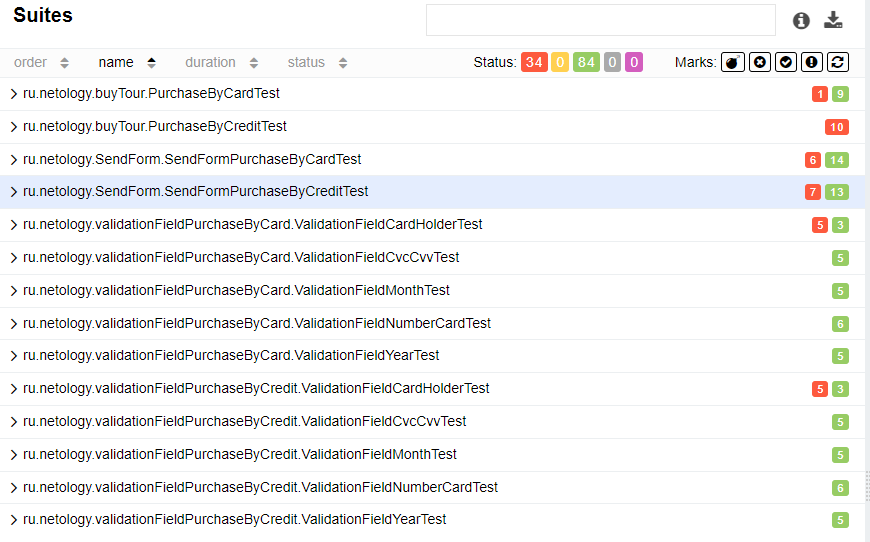 Suites
order name duration status Status: 34 0 84 0 0 Marks:
ru.netology.buyTour.PurchaseByCardTest 1 9
ru.netology.buyTour.PurchaseByCreditTest 10
ru.netology.SendForm.SendFormPurchaseByCardTest 6 14
ru.netology.SendForm.SendFormPurchaseByCreditTest 7 13
ru.netology.validationFieldPurchaseByCard.ValidationFieldCardHolderTest 5 3
ru.netology.validationFieldPurchaseByCard.ValidationFieldCvcCvvTest 5
ru.netology.validationFieldPurchaseByCard.ValidationFieldMonthTest 5
ru.netology.validationFieldPurchaseByCard.ValidationFieldNumberCardTest 6
ru.netology.validationFieldPurchaseByCard.ValidationFieldYearTest 5
ru.netology.validationFieldPurchaseByCredit.ValidationFieldCardHolderTest 5 3
ru.netology.validationFieldPurchaseByCredit.ValidationFieldCvcCvvTest 5
ru.netology.validationFieldPurchaseByCredit.ValidationFieldMonthTest 5
ru.netology.validationFieldPurchaseByCredit.ValidationFieldNumberCardTest 6
ru.netology.validationFieldPurchaseByCredit.ValidationFieldYearTest 5